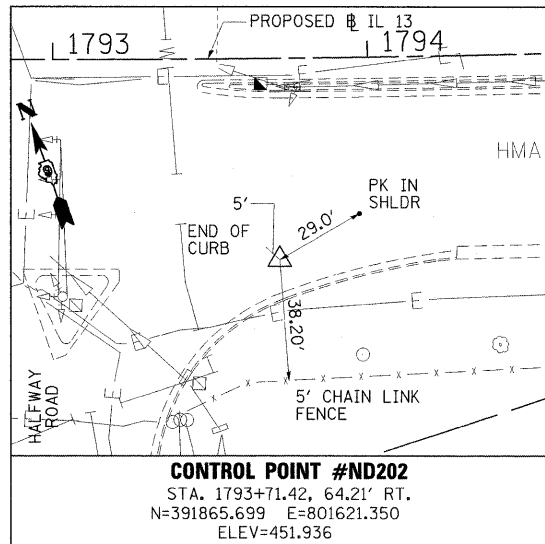 PROPOSED ⅊ IL 13
1793
1794
W
E
E
E
N
HMA
PK IN
SHLDR
5'
29.0'
END OF
CURB
E
E
38.20'
E
E
E
HALFWAY
ROAD
5' CHAIN LINK
FENCE
x x x x x x x
CONTROL POINT #ND202
STA. 1793+71.42, 64.21' RT.
N=391865.699 E=801621.350
ELEV=451.936